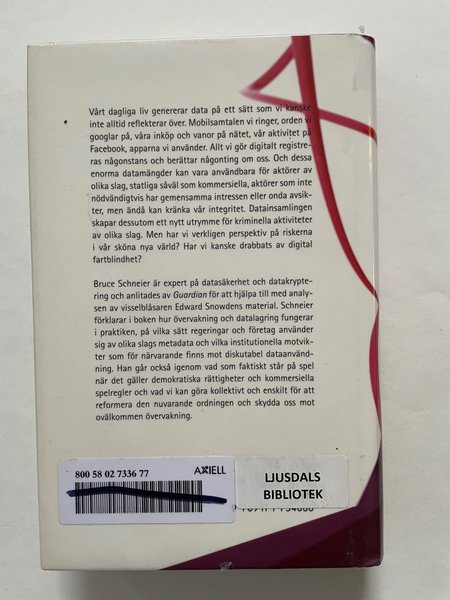 Vårt dagliga liv genererar data på ett sätt som vi kanske
inte alltid reflekterar över. Mobilsamtalen vi ringer, orden vi
googlar på, våra inköp och vanor på nätet, vår aktivitet på
Facebook, apparna vi använder. Allt vi gör digitalt registre-
ras någonstans och berättar någonting om oss. Och dessa
enorma datamängder kan vara användbara för aktörer av
olika slag, statliga såväl som kommersiella, aktörer som inte
nödvändigtvis har gemensamma intressen eller onda avsik-
ter, men ändå kan kränka vår integritet. Datainsamlingen
skapar dessutom ett nytt utrymme för kriminella aktiviteter
av olika slag. Men har vi verkligen perspektiv på riskerna
i vår sköna nya värld? Har vi kanske drabbats av digital
fartblindhet?
Bruce Schneier är expert på datasäkerhet och datakrypte-
ring och anlitades av Guardian för att hjälpa till med analy-
sen av visselblåsaren Edward Snowdens material. Schneier
förklarar i boken hur övervakning och datalagring fungerar
i praktiken, på vilka sätt regeringar och företag använder
sig av olika slags metadata och vilka institutionella motvik-
ter som för närvarande finns mot diskutabel dataanvänd-
ning. Han går också igenom vad som faktiskt står på spel
när det gäller demokratiska rättigheter och kommersiella
spelregler och vad vi kan göra kollektivt och enskilt för att
reformera den nuvarande ordningen och skydda oss mot
ovälkommen övervakning.
800 58 02 7336 77
AXIELL
LJUSDALS
BIBLIOTEK